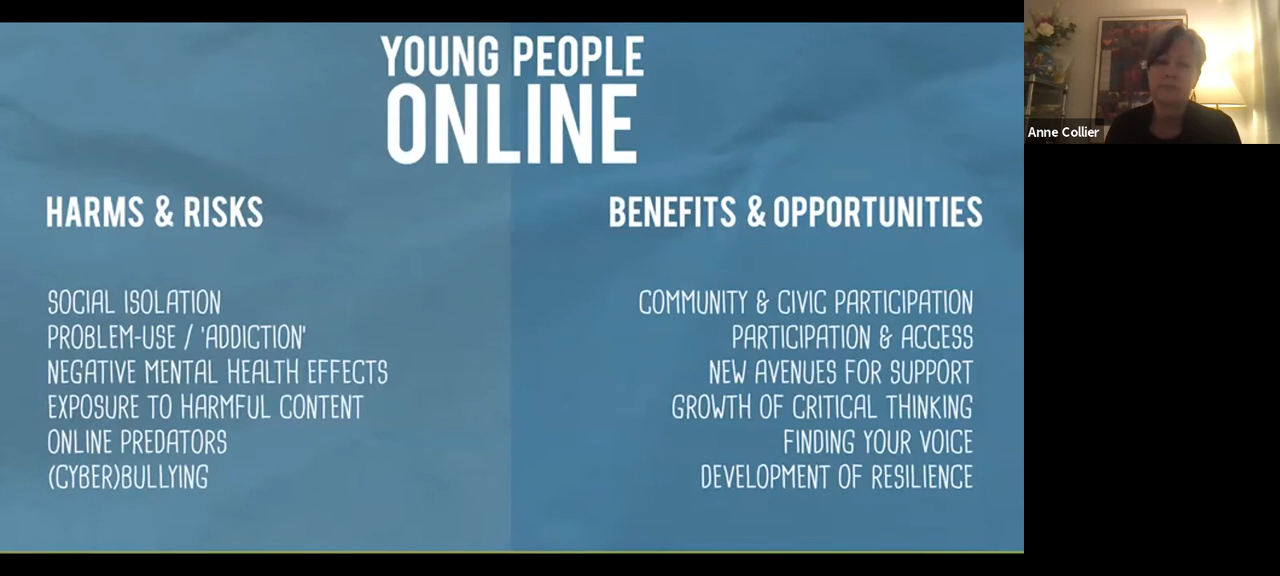 YOUNG PEOPLE
ONLINE
HARMS & RISKS
SOCIAL ISOLATION
PROBLEM-USE / 'ADDICTION'
NEGATIVE MENTAL HEALTH EFFECTS
EXPOSURE TO HARMFUL CONTENT
ONLINE PREDATORS
(CYBER)BULLYING
BENEFITS & OPPORTUNITIES
COMMUNITY & CIVIC PARTICIPATION
PARTICIPATION & ACCESS
NEW AVENUES FOR SUPPORT
GROWTH OF CRITICAL THINKING
FINDING YOUR VOICE
DEVELOPMENT OF RESILIENCE
Anne Collier